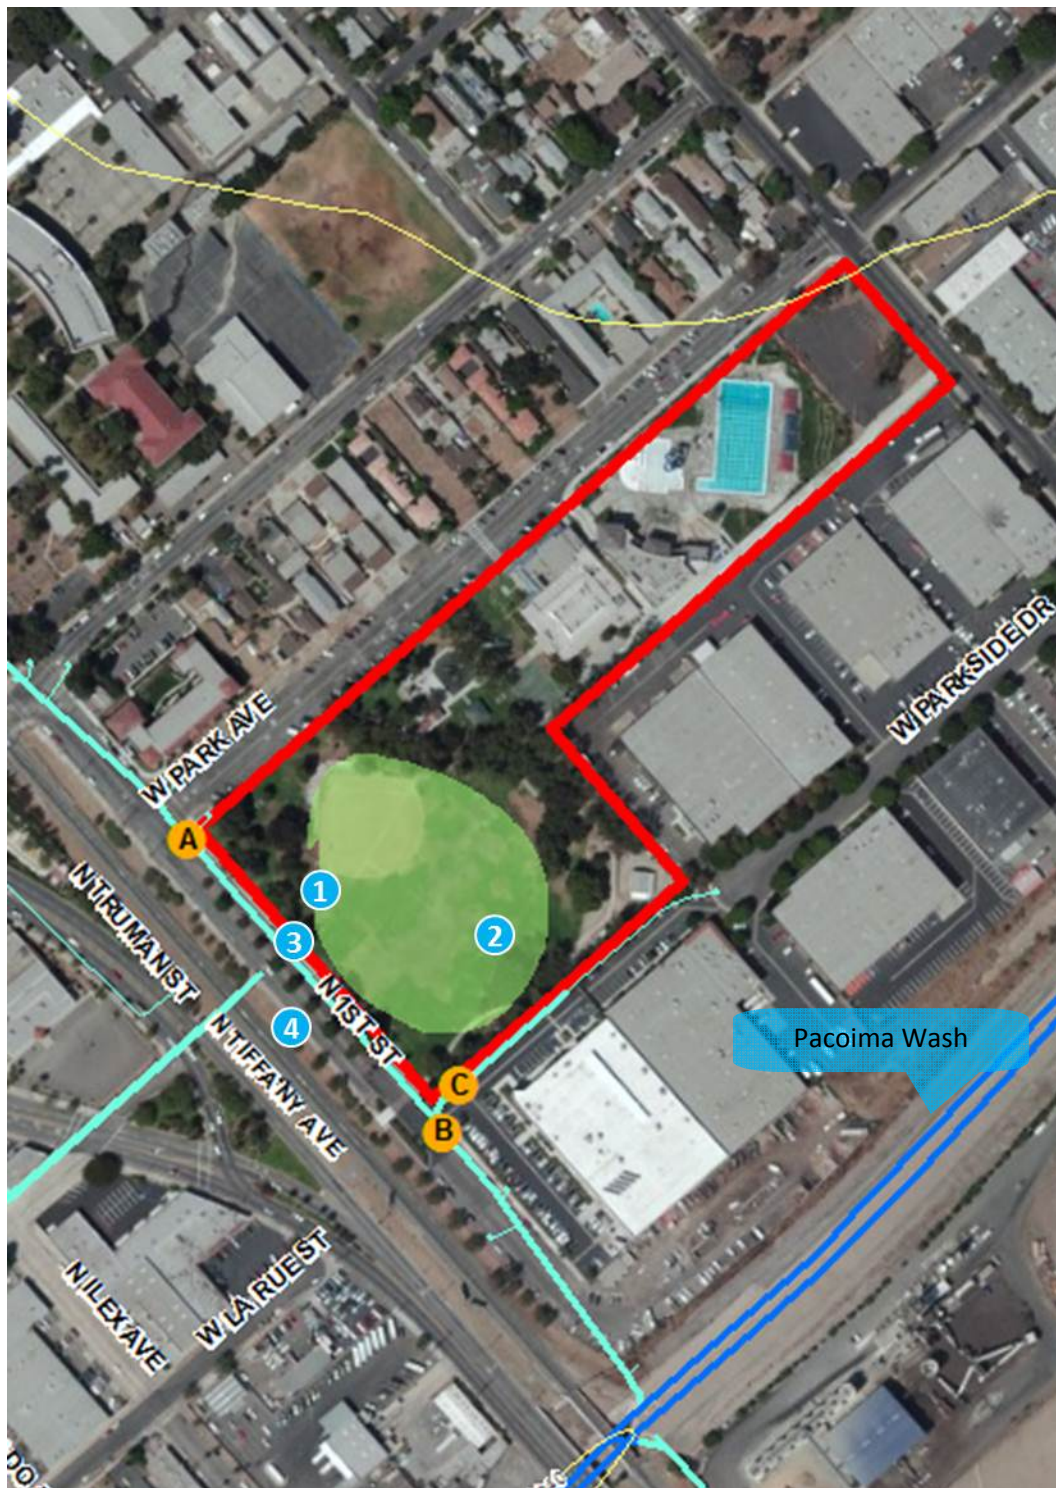 W PARKSIDE DR
W PARK AVE
A
N TRUMAN ST
1
2
3
N 1ST ST
4
Pacoima Wash
N TIFFANY AVE
C
B
W LA RUE ST
N ILEX AVE